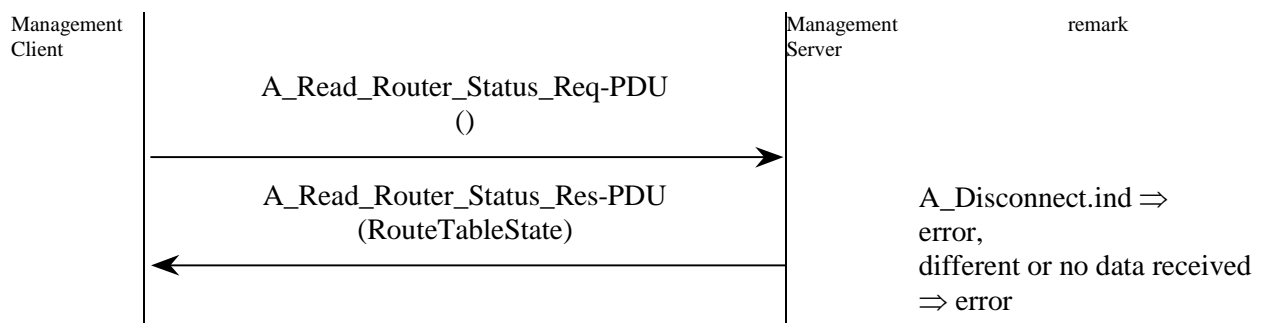 Management
Client
Management
Server
remark
A_Read_Router_Status_Req-PDU
()
A_Read_Router_Status_Res-PDU
(RouteTableState)
A_Disconnect.ind ⇒
error,
different or no data received
⇒ error